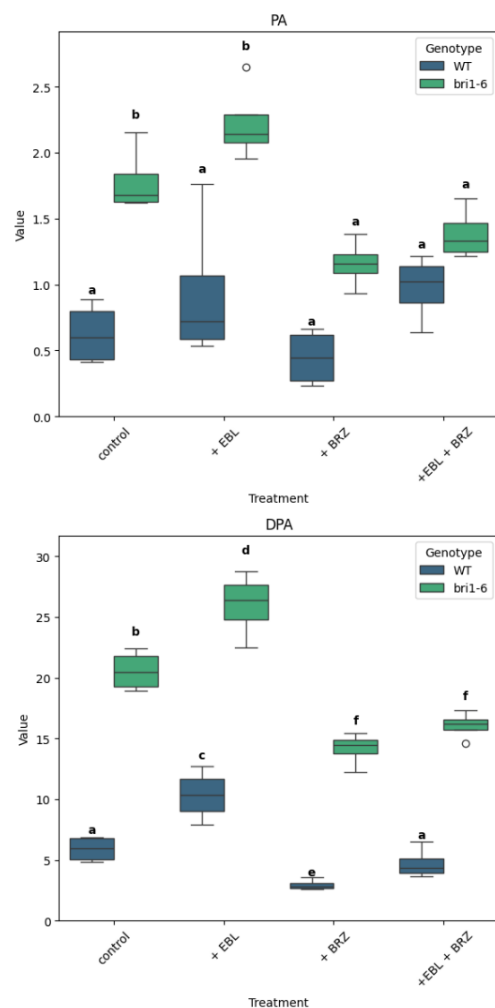 PA
Genotype
WT
bri1-6
Value
2.5
2.0
1.5
1.0
0.5
0.0
a
b
a
b
a
a
a
a
control
+ EBL
+ BRZ
+EBL + BRZ
Treatment
DPA
Genotype
WT
bri1-6
Value
30
25
20
15
10
5
0
a
b
c
d
e
f
a
f
control
+ EBL
+ BRZ
+EBL + BRZ
Treatment